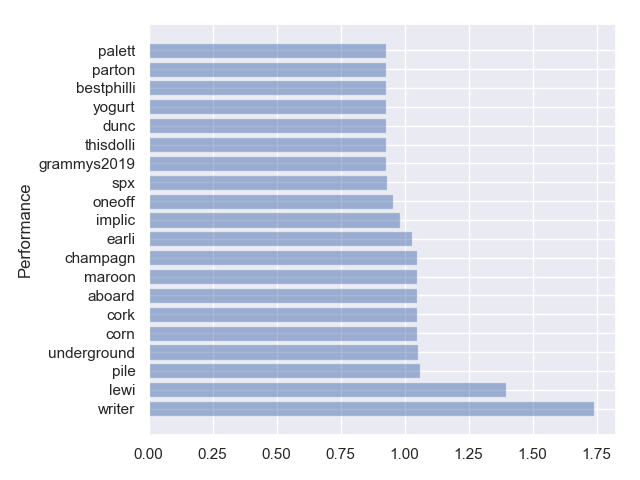 palett
parton
bestphilli
yogurt
dunc
thisdolli
grammys2019
spx
oneoff
implic
earli
champagn
maroon
aboard
cork
corn
underground
pile
lewi
writer
Performance
0.00 0.25 0.50 0.75 1.00 1.25 1.50 1.75